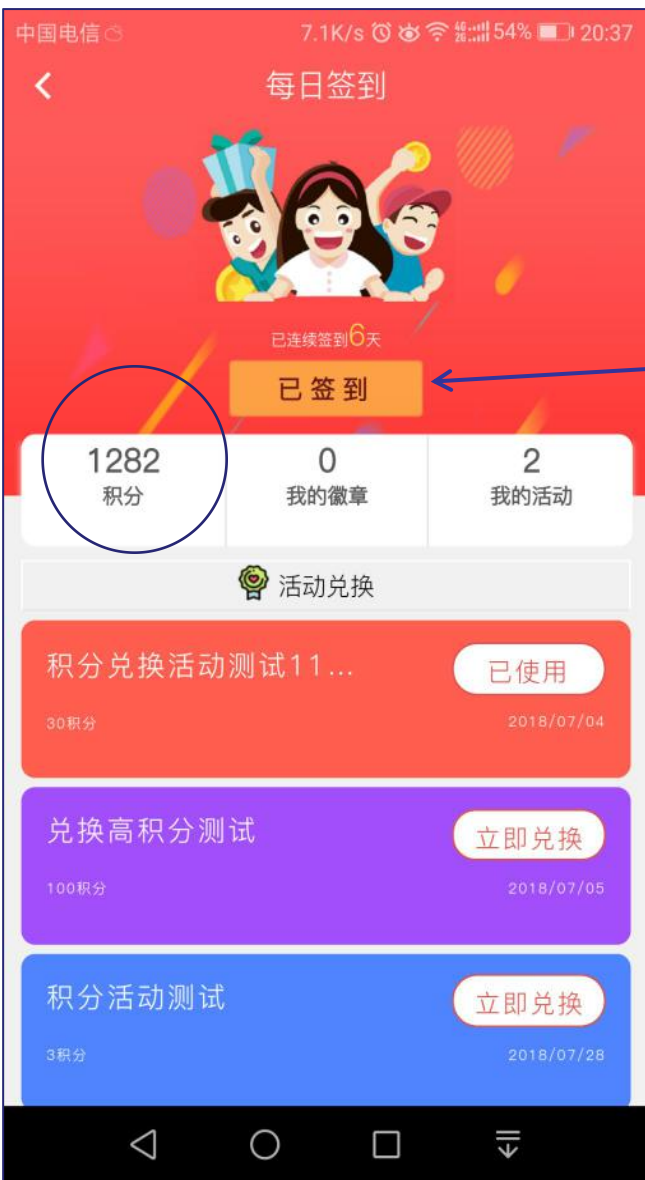 中国电信 7.1K/s 4G 2G 54% 20:37
每日签到
已连续签到6天
已签到
1282 0 2
积分 我的徽章 我的活动
活动兑换
积分兑换活动测试11... 已使用
30积分 2018/07/04
兑换高积分测试 立即兑换
100积分 2018/07/05
积分活动测试 立即兑换
3积分 2018/07/28